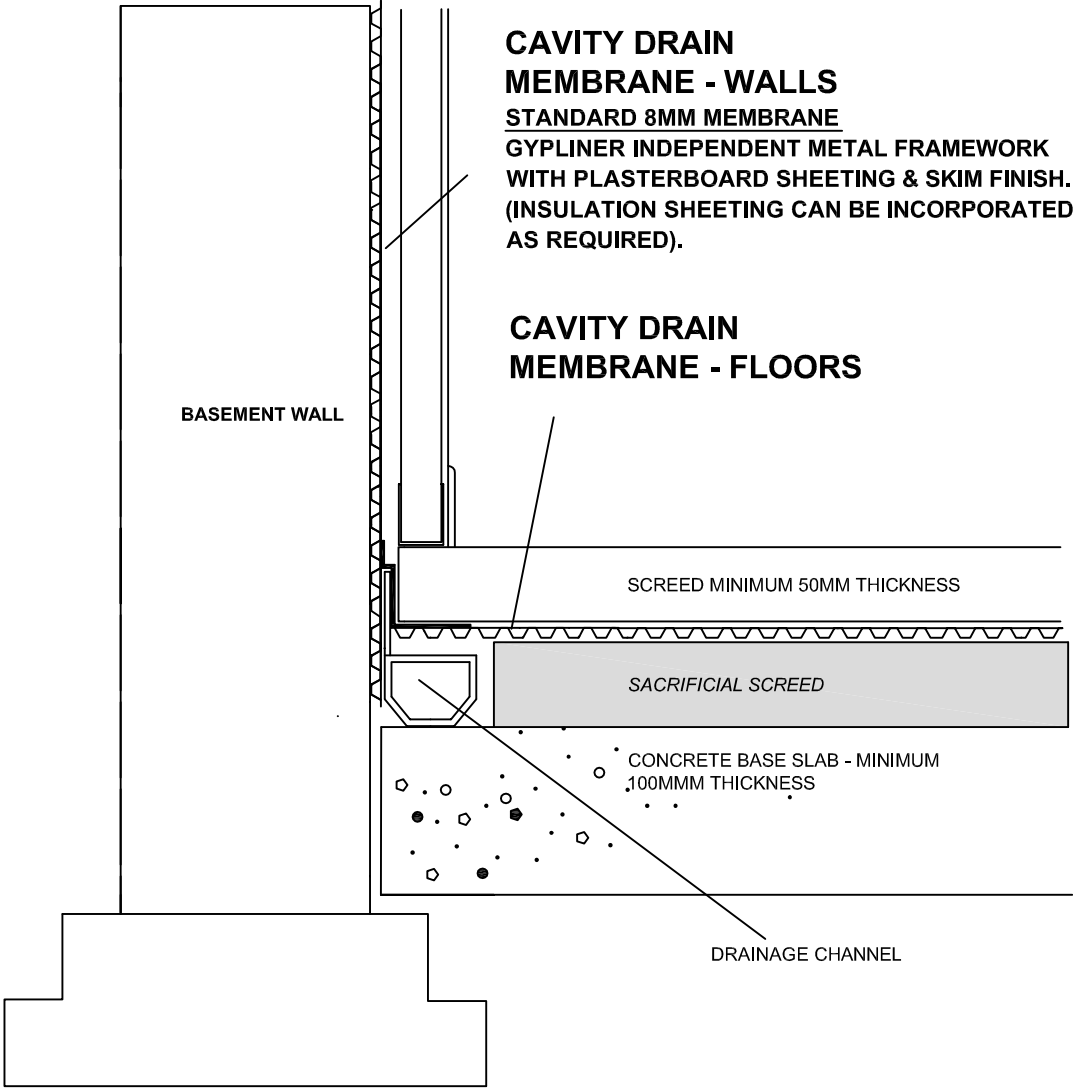 CAVITY DRAIN
MEMBRANE - WALLS
STANDARD 8MM MEMBRANE
GYPLINER INDEPENDENT METAL FRAMEWORK
WITH PLASTERBOARD SHEETING & SKIM FINISH.
(INSULATION SHEETING CAN BE INCORPORATED
AS REQUIRED).
CAVITY DRAIN
MEMBRANE - FLOORS
BASEMENT WALL
SCREED MINIMUM 50MM THICKNESS
SACRIFICIAL SCREED
CONCRETE BASE SLAB - MINIMUM
100MMM THICKNESS
DRAINAGE CHANNEL